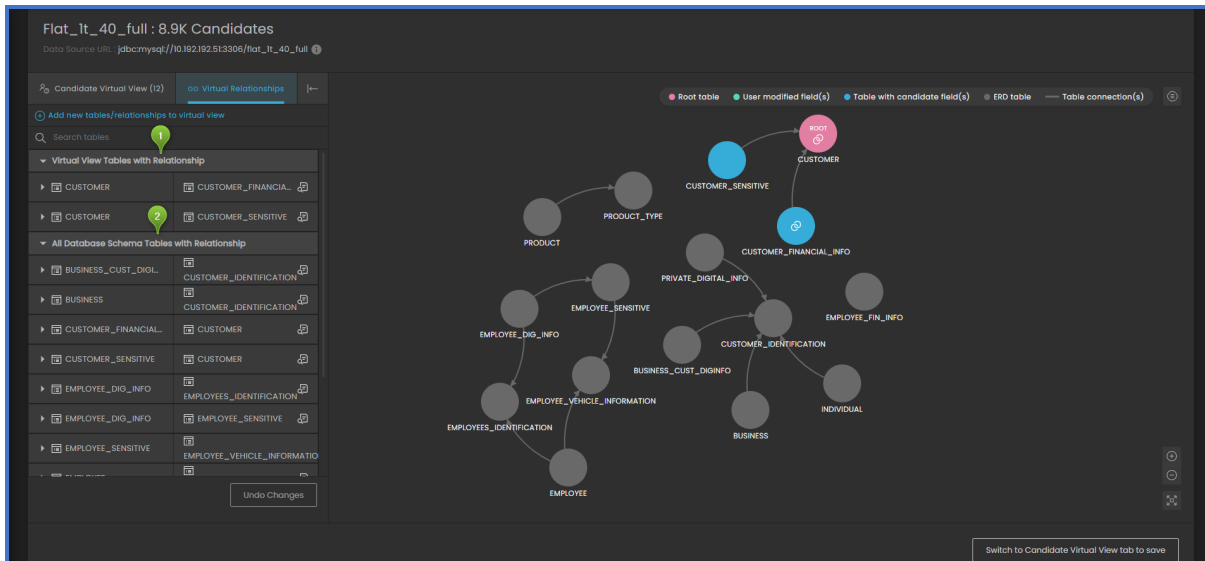 Flat_1t_40_full : 8.9K Candidates
Data Source URL: jdbc:mysql://10.192.192.51:3306/flat_1t_40_full
Candidate Virtual View (12)
Virtual Relationships
Add new tables/relationships to virtual view
Search tables
1
Virtual View Tables with Relationship
CUSTOMER CUSTOMER_FINANCIA...
CUSTOMER CUSTOMER_SENSITIVE
2
All Database Schema Tables with Relationship
BUSINESS_CUST_DIGI... CUSTOMER_IDENTIFICATION
BUSINESS CUSTOMER_IDENTIFICATION
CUSTOMER_FINANCIAL... CUSTOMER
CUSTOMER_SENSITIVE CUSTOMER
EMPLOYEE_DIG_INFO EMPLOYEES_IDENTIFICATION
EMPLOYEE_DIG_INFO EMPLOYEE_SENSITIVE
EMPLOYEE_SENSITIVE EMPLOYEE_VEHICLE_INFORMATIO
Undo Changes
Root table
User modified field(s)
Table with candidate field(s)
ERD table
Table connection(s)
ROOT
CUSTOMER
CUSTOMER_SENSITIVE
PRODUCT_TYPE
PRODUCT
CUSTOMER_FINANCIAL_INFO
PRIVATE_DIGITAL_INFO
EMPLOYEE_SENSITIVE
EMPLOYEE_FIN_INFO
EMPLOYEE_DIG_INFO
CUSTOMER_IDENTIFICATION
BUSINESS_CUST_DIGINFO
EMPLOYEE_VEHICLE_INFORMATION
INDIVIDUAL
EMPLOYEES_IDENTIFICATION
BUSINESS
EMPLOYEE
Switch to Candidate Virtual View tab to save